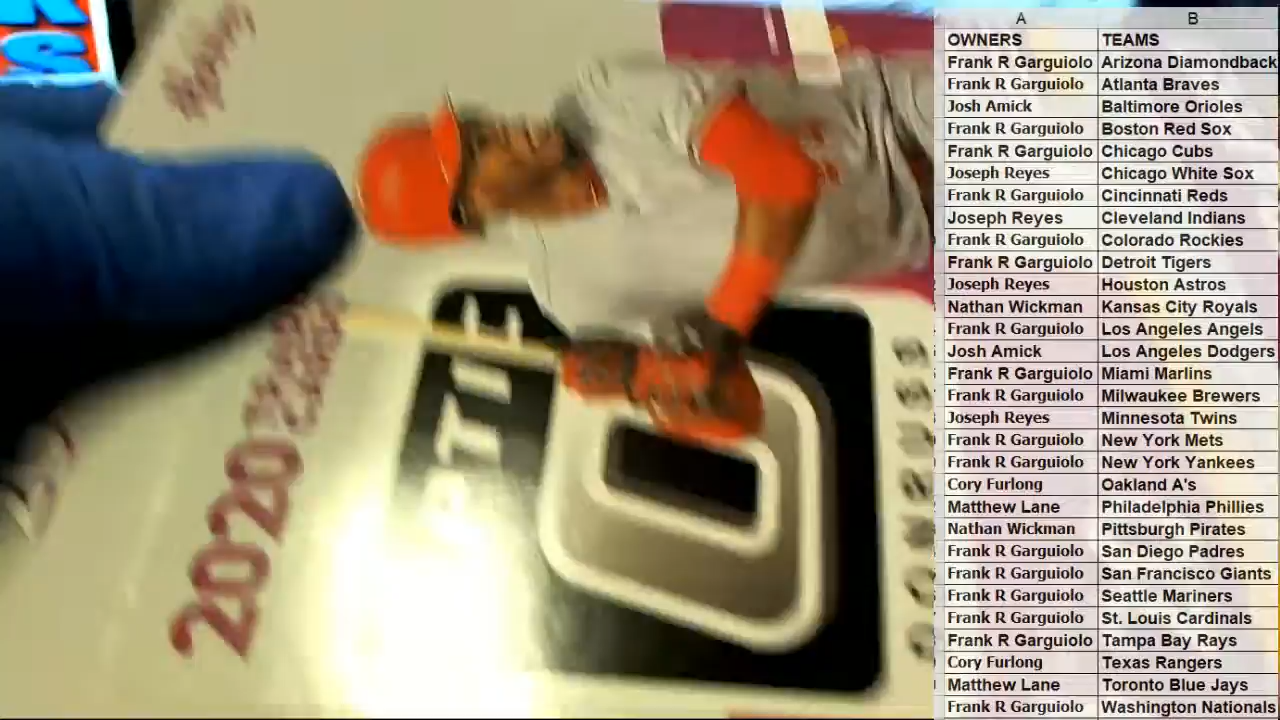 A B
OWNERS TEAMS
Frank R Garguiolo Arizona Diamondback
Frank R Garguiolo Atlanta Braves
Josh Amick Baltimore Orioles
Frank R Garguiolo Boston Red Sox
Frank R Garguiolo Chicago Cubs
Joseph Reyes Chicago White Sox
Frank R Garguiolo Cincinnati Reds
Joseph Reyes Cleveland Indians
Frank R Garguiolo Colorado Rockies
Frank R Garguiolo Detroit Tigers
Joseph Reyes Houston Astros
Nathan Wickman Kansas City Royals
Frank R Garguiolo Los Angeles Angels
Josh Amick Los Angeles Dodgers
Frank R Garguiolo Miami Marlins
Frank R Garguiolo Milwaukee Brewers
Joseph Reyes Minnesota Twins
Frank R Garguiolo New York Mets
Frank R Garguiolo New York Yankees
Cory Furlong Oakland A's
Matthew Lane Philadelphia Phillies
Nathan Wickman Pittsburgh Pirates
Frank R Garguiolo San Diego Padres
Frank R Garguiolo San Francisco Giants
Frank R Garguiolo Seattle Mariners
Frank R Garguiolo St. Louis Cardinals
Frank R Garguiolo Tampa Bay Rays
Cory Furlong Texas Rangers
Matthew Lane Toronto Blue Jays
Frank R Garguiolo Washington Nationals
2020